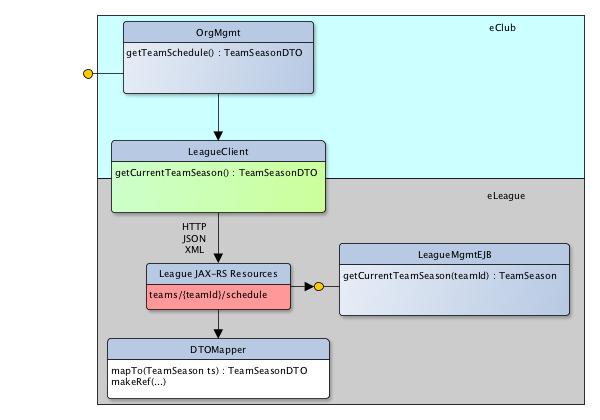 eClub
OrgMgmt
getTeamSchedule() : TeamSeasonDTO
LeagueClient
getCurrentTeamSeason() : TeamSeasonDTO
eLeague
HTTP
JSON
XML
League JAX-RS Resources
teams/{teamId}/schedule
LeagueMgmtEJB
getCurrentTeamSeason(teamId) : TeamSeason
DTOMapper
mapTo(TeamSeason ts) : TeamSeasonDTO
makeRef(...)